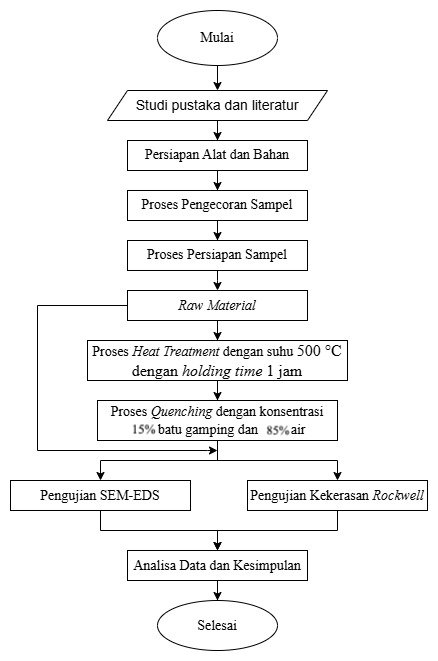 Mulai
Studi pustaka dan literatur
Persiapan Alat dan Bahan
Proses Pengecoran Sampel
Proses Persiapan Sampel
Raw Material
Proses Heat Treatment dengan suhu 500 °C
dengan holding time 1 jam
Proses Quenching dengan konsentrasi
15% batu gamping dan 85% air
Pengujian SEM-EDS
Pengujian Kekerasan Rockwell
Analisa Data dan Kesimpulan
Selesai